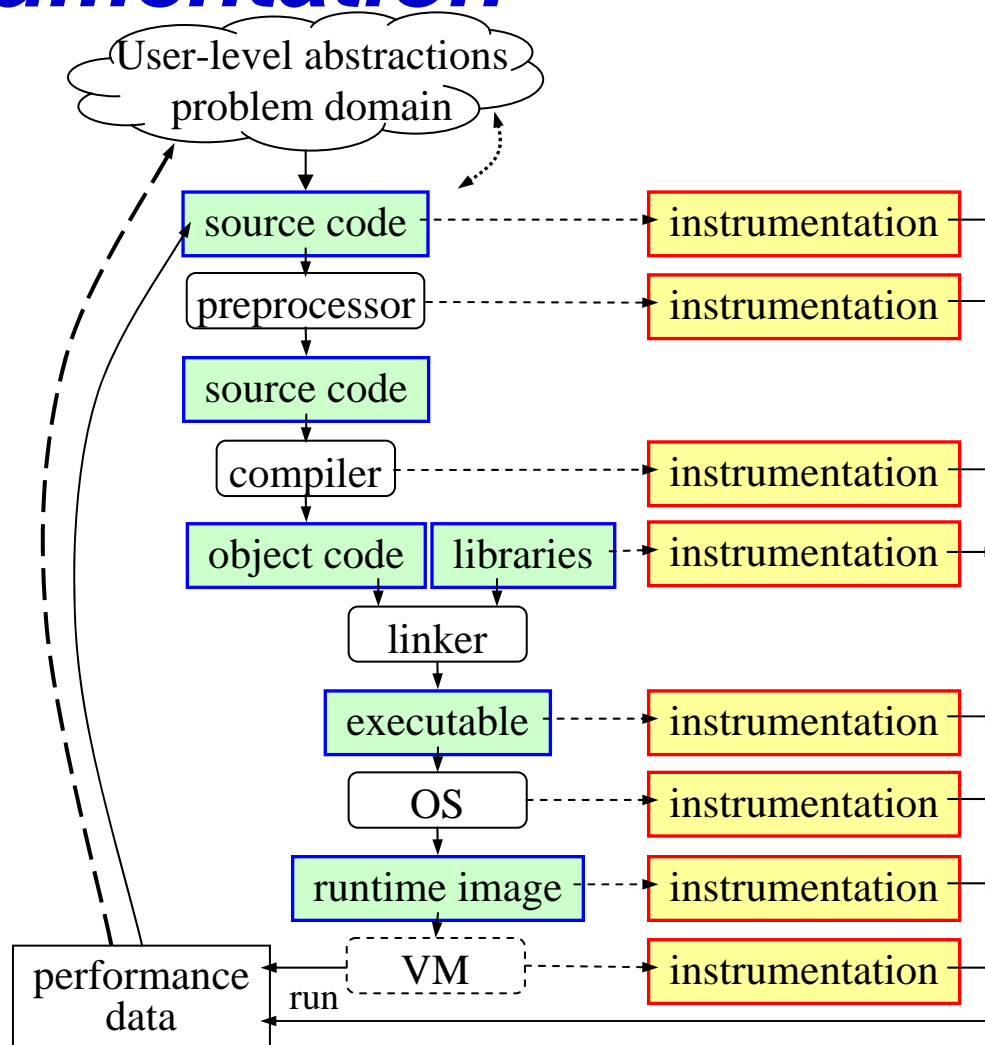 User-level abstractions
problem domain
source code
instrumentation
preprocessor
instrumentation
source code
compiler
instrumentation
object code
libraries
instrumentation
linker
executable
instrumentation
OS
instrumentation
runtime image
instrumentation
VM
instrumentation
performance
data
run